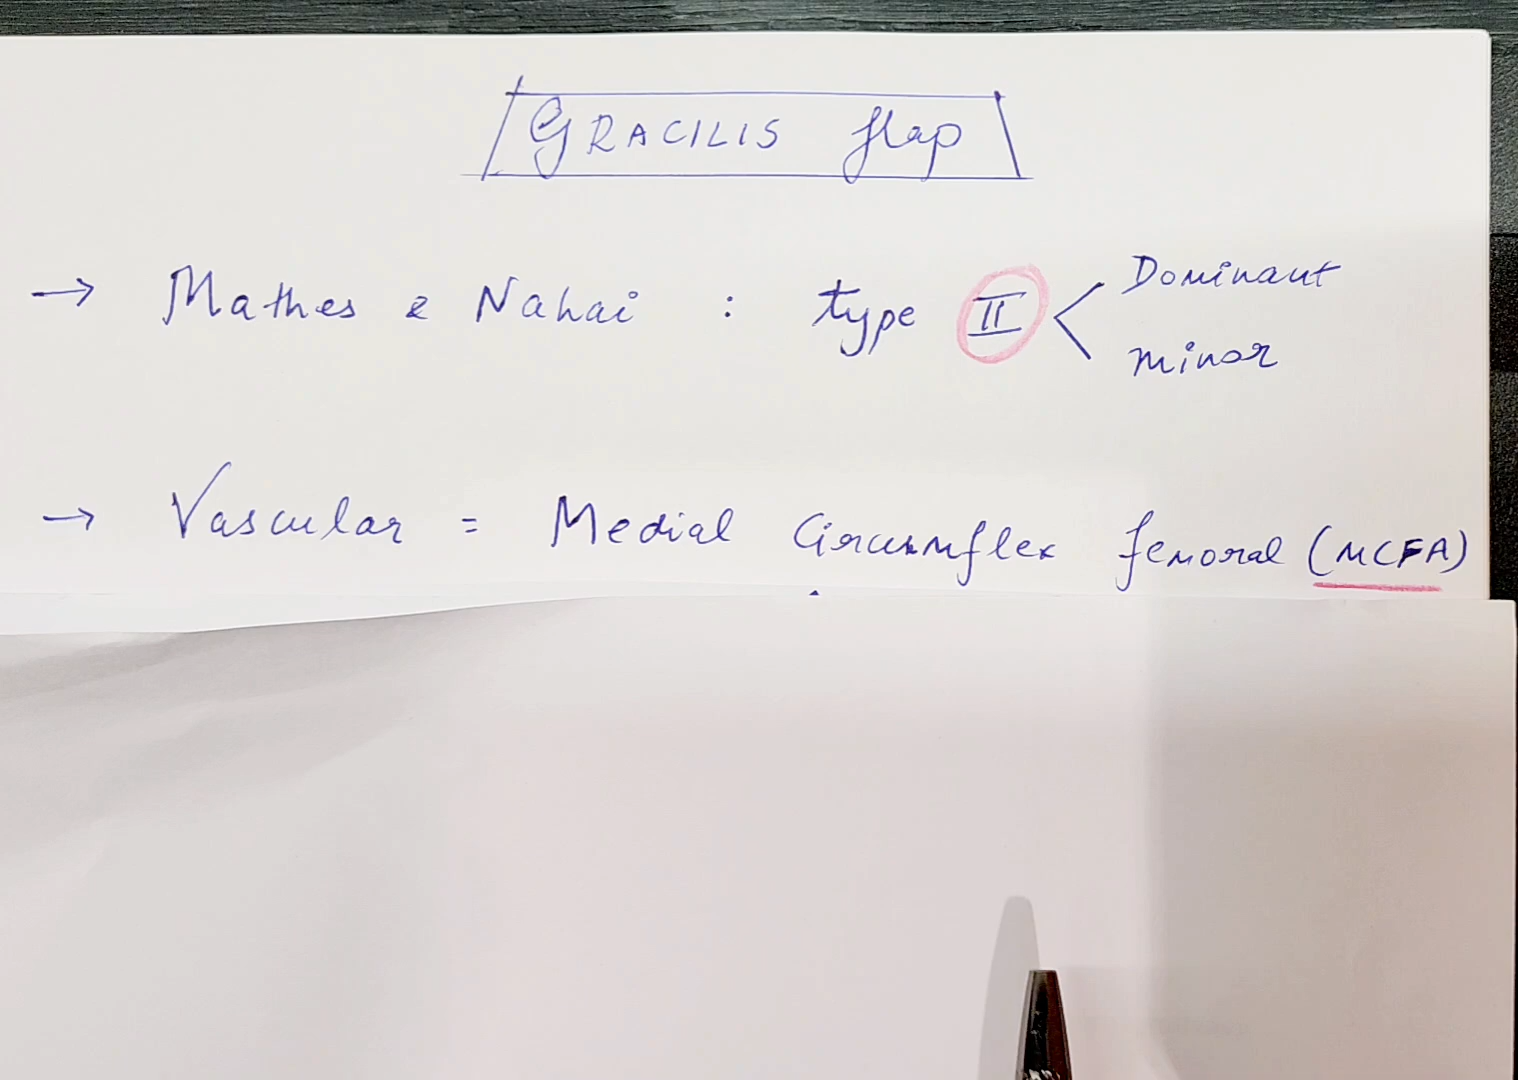 GRACILIS flap
→ Mathes & Nahai : type II < Dominant
minor
→ Vascular = Medial Circumflex femoral (MCFA)